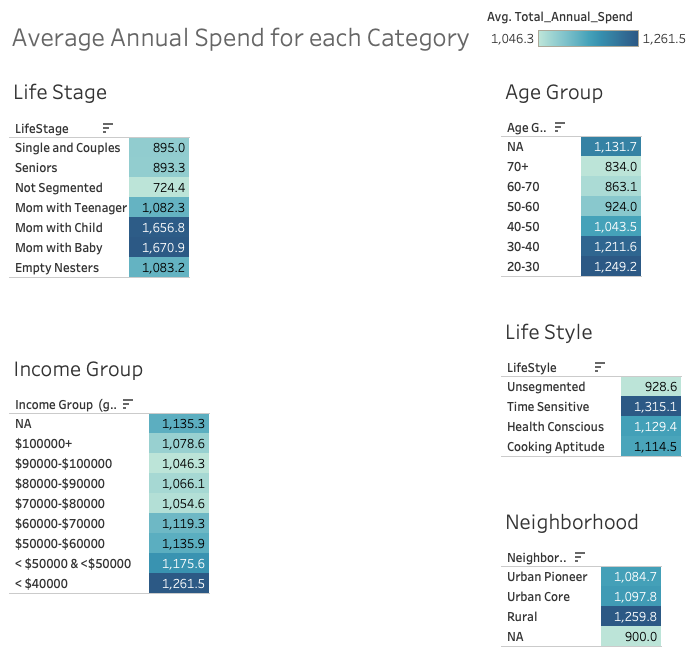 Average Annual Spend for each Category
Avg. Total_Annual_Spend
1,046.3 1,261.5
Life Stage
LifeStage
Single and Couples 895.0
Seniors 893.3
Not Segmented 724.4
Mom with Teenager 1,082.3
Mom with Child 1,656.8
Mom with Baby 1,670.9
Empty Nesters 1,083.2
Age Group
Age G..
NA 1,131.7
70+ 834.0
60-70 863.1
50-60 924.0
40-50 1,043.5
30-40 1,211.6
20-30 1,249.2
Income Group
Income Group (g..
NA 1,135.3
$100000+ 1,078.6
$90000-$100000 1,046.3
$80000-$90000 1,066.1
$70000-$80000 1,054.6
$60000-$70000 1,119.3
$50000-$60000 1,135.9
< $50000 & <$50000 1,175.6
< $40000 1,261.5
Life Style
LifeStyle
Unsegmented 928.6
Time Sensitive 1,315.1
Health Conscious 1,129.4
Cooking Aptitude 1,114.5
Neighborhood
Neighbor..
Urban Pioneer 1,084.7
Urban Core 1,097.8
Rural 1,259.8
NA 900.0